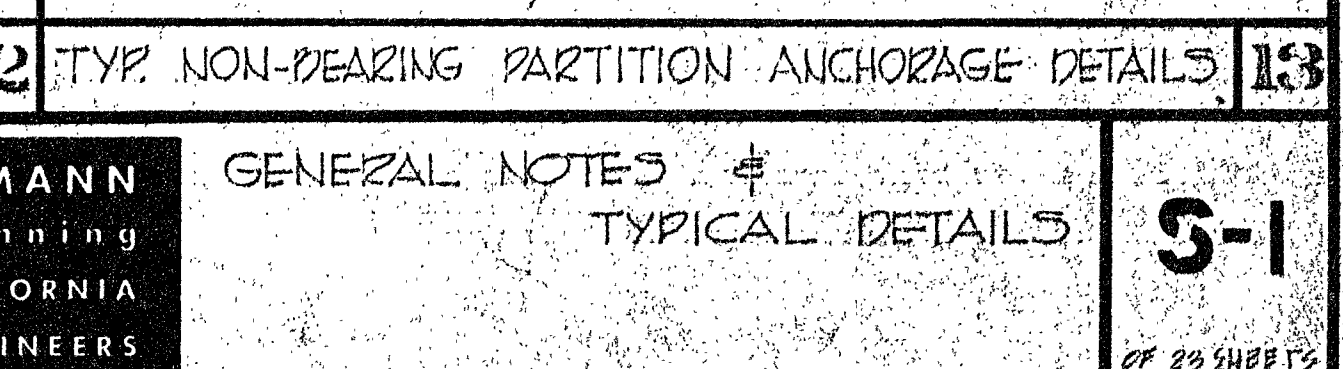 2 TYP. NON-BEARING PARTITION ANCHORAGE DETAILS 13
MANN
nning
ORNIA
INEERS
GENERAL NOTES &
TYPICAL DETAILS
S-1
OF 23 SHEETS